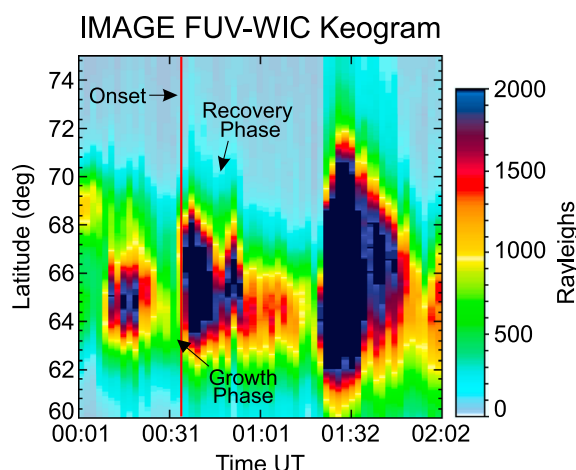 IMAGE FUV-WIC Keogram
74
72
70
68
66
64
62
60
Latitude (deg)
Onset
Recovery
Phase
Growth
Phase
00:01
00:31
01:01
01:32
02:02
Time UT
2000
1500
1000
500
0
Rayleighs